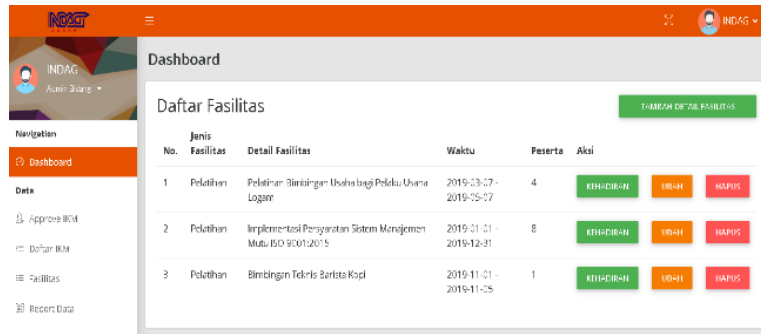 INDAG
INDAG
INDAG
Admin Bidang
Dashboard
Navigation
Dashboard
Data
Approve IKM
Daftar IKM
Fasilitas
Report Data
Daftar Fasilitas
TAMBAH DETAIL FASILITAS
No. Jenis Fasilitas Detail Fasilitas Waktu Peserta Aksi
1 Pelatihan Pelatihan Bimbingan Usaha bagi Pelaku Usaha 2019-03-07 - 4 KEHADIRAN UBAH HAPUS
Logam 2019-05-07
2 Pelatihan Implementasi Persyaratan Sistem Manajemen 2019-01-01 - 8 KEHADIRAN UBAH HAPUS
Mutu ISO 9001:2015 2019-12-31
3 Pelatihan Bimbingan Teknis Barista Kopi 2019-11-01 - 1 KEHADIRAN UBAH HAPUS
2019-11-05